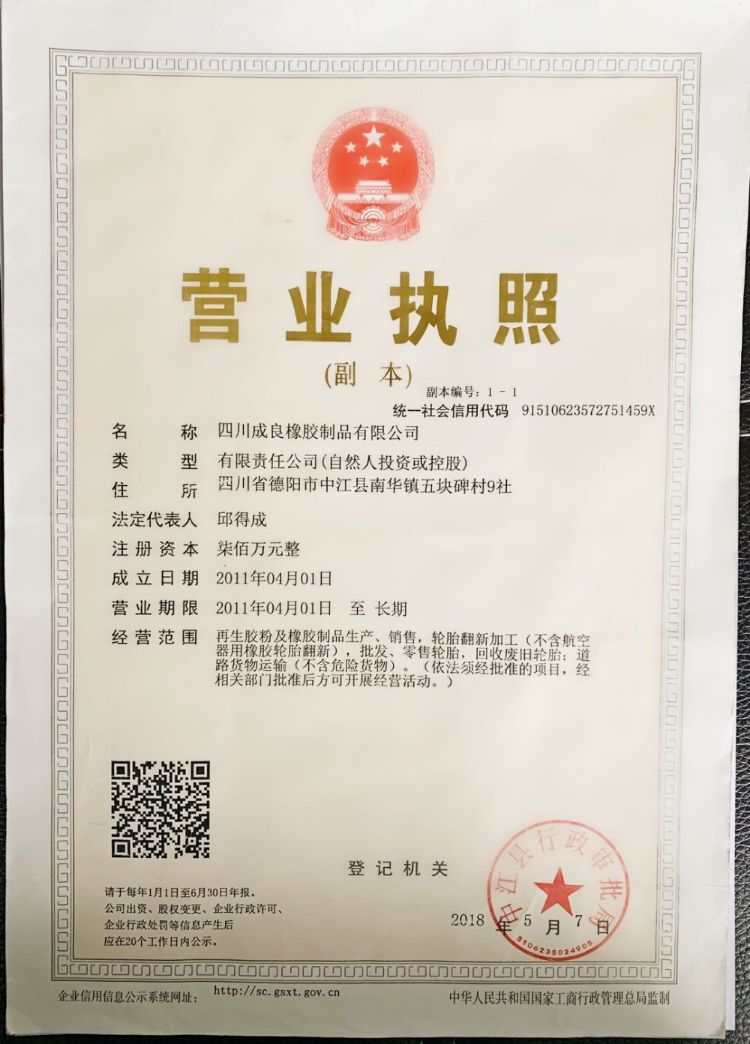 营业执照
(副 本)
副本编号：1－1
统一社会信用代码 91510623572751459X
名 称 四川成良橡胶制品有限公司
类 型 有限责任公司(自然人投资或控股)
住 所 四川省德阳市中江县南华镇五块碑村9社
法定代表人 邱得成
注册资本 柒佰万元整
成立日期 2011年04月01日
营业期限 2011年04月01日 至 长期
经营范围 再生胶粉及橡胶制品生产、销售，轮胎翻新加工（不含航空
器用橡胶轮胎翻新），批发、零售轮胎，回收废旧轮胎；道
路货物运输（不含危险货物）。（依法须经批准的项目，经
相关部门批准后方可开展经营活动。）
登记机关
中江县行政审批局
5106235024905
2018 年 5 月 7 日
请于每年1月1日至6月30日年报。
公司出资、股权变更、企业行政许可、
企业行政处罚等信息产生后
应在20个工作日内公示。
企业信用信息公示系统网址： http://sc.gsxt.gov.cn
中华人民共和国国家工商行政管理总局监制